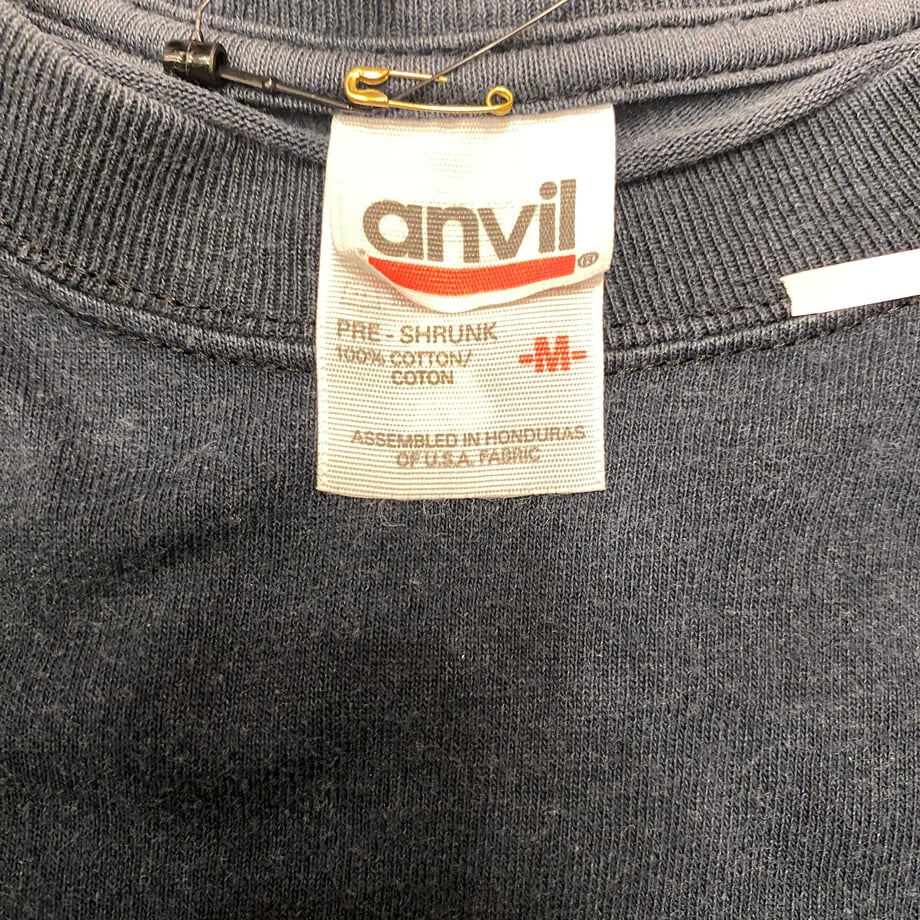 anvil®
PRE - SHRUNK
100% COTTON/
COTON
-M-
ASSEMBLED IN HONDURAS
OF U.S.A. FABRIC